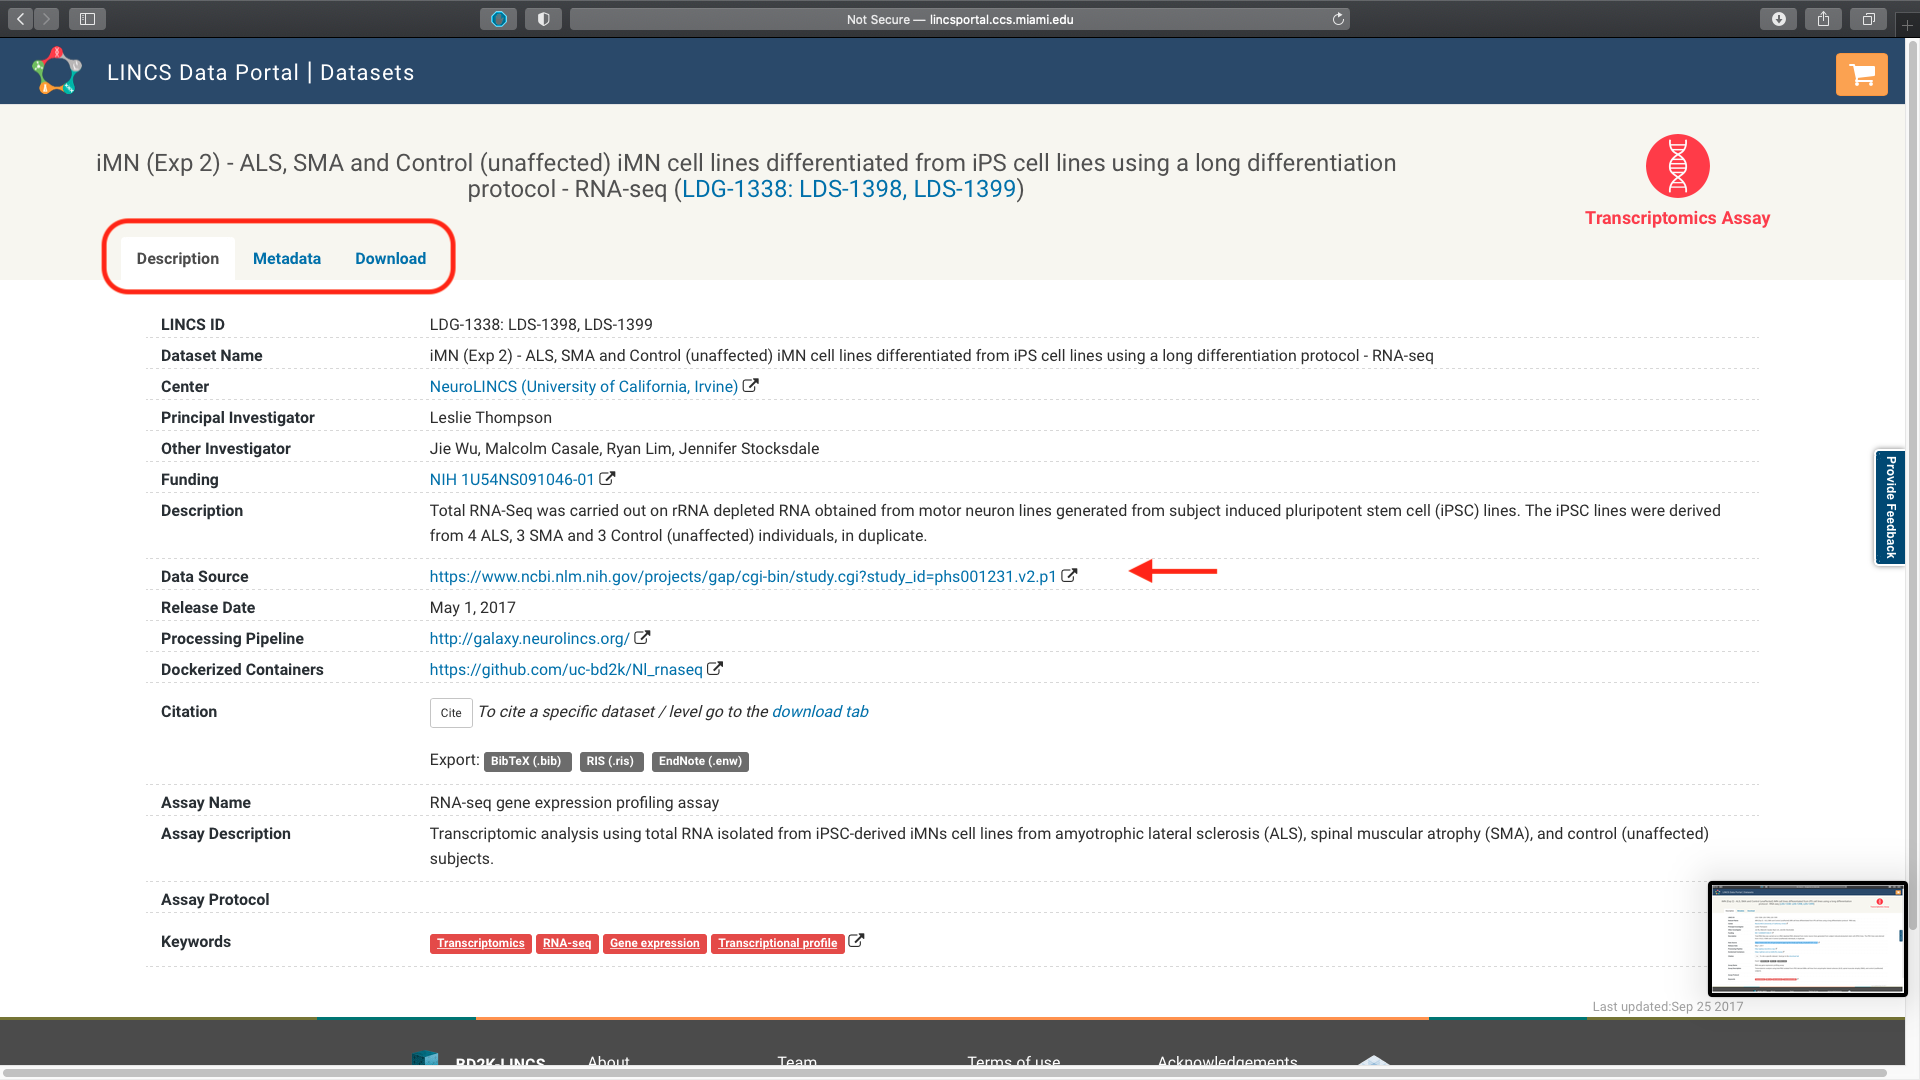 Not Secure — lincsportal.ccs.miami.edu
LINCS Data Portal | Datasets
iMN (Exp 2) - ALS, SMA and Control (unaffected) iMN cell lines differentiated from iPS cell lines using a long differentiation
protocol - RNA-seq (LDG-1338: LDS-1398, LDS-1399)
Transcriptomics Assay
Description Metadata Download
LINCS ID LDG-1338: LDS-1398, LDS-1399
Dataset Name iMN (Exp 2) - ALS, SMA and Control (unaffected) iMN cell lines differentiated from iPS cell lines using a long differentiation protocol - RNA-seq
Center NeuroLINCS (University of California, Irvine)
Principal Investigator Leslie Thompson
Other Investigator Jie Wu, Malcolm Casale, Ryan Lim, Jennifer Stocksdale
Funding NIH 1U54NS091046-01
Description Total RNA-Seq was carried out on rRNA depleted RNA obtained from motor neuron lines generated from subject induced pluripotent stem cell (iPSC) lines. The iPSC lines were derived
from 4 ALS, 3 SMA and 3 Control (unaffected) individuals, in duplicate.
Provide Feedback
Data Source https://www.ncbi.nlm.nih.gov/projects/gap/cgi-bin/study.cgi?study_id=phs001231.v2.p1
Release Date May 1, 2017
Processing Pipeline http://galaxy.neurolincs.org/
Dockerized Containers https://github.com/uc-bd2k/Nl_rnaseq
Citation Cite To cite a specific dataset / level go to the download tab
Export: BibTeX (.bib) RIS (.ris) EndNote (.enw)
Assay Name RNA-seq gene expression profiling assay
Assay Description Transcriptomic analysis using total RNA isolated from iPSC-derived iMNs cell lines from amyotrophic lateral sclerosis (ALS), spinal muscular atrophy (SMA), and control (unaffected)
subjects.
Assay Protocol
Keywords Transcriptomics RNA-seq Gene expression Transcriptional profile
Last updated:Sep 25 2017
BD2K-LINCS About Team Terms of use Acknowledgements